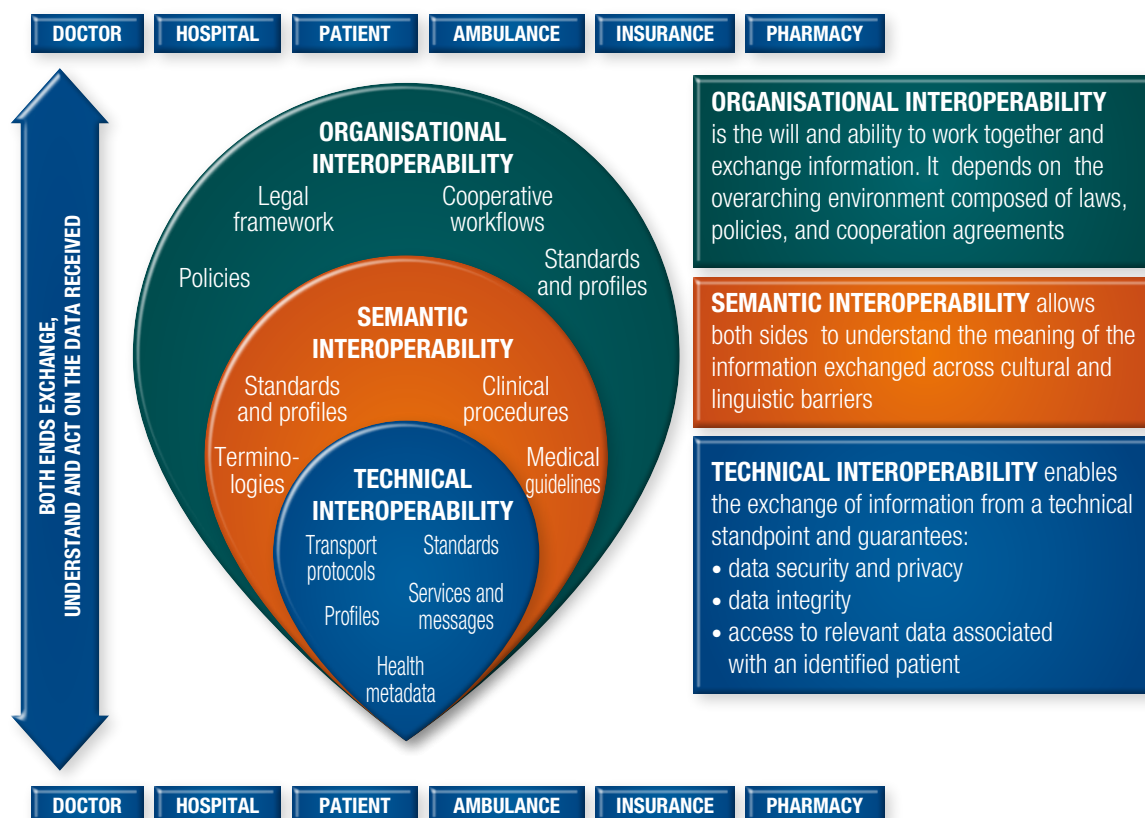 DOCTOR
HOSPITAL
PATIENT
AMBULANCE
INSURANCE
PHARMACY
BOTH ENDS EXCHANGE,
UNDERSTAND AND ACT ON THE DATA RECEIVED
ORGANISATIONAL
INTEROPERABILITY
Legal
framework
Cooperative
workflows
Policies
Standards
and profiles
SEMANTIC
INTEROPERABILITY
Standards
and profiles
Clinical
procedures
Termino-
logies
Medical
guidelines
TECHNICAL
INTEROPERABILITY
Transport
protocols
Standards
Profiles
Services and
messages
Health
metadata
ORGANISATIONAL INTEROPERABILITY
is the will and ability to work together and
exchange information. It depends on the
overarching environment composed of laws,
policies, and cooperation agreements
SEMANTIC INTEROPERABILITY allows
both sides to understand the meaning of the
information exchanged across cultural and
linguistic barriers
TECHNICAL INTEROPERABILITY enables
the exchange of information from a technical
standpoint and guarantees:
• data security and privacy
• data integrity
• access to relevant data associated
with an identified patient
DOCTOR
HOSPITAL
PATIENT
AMBULANCE
INSURANCE
PHARMACY